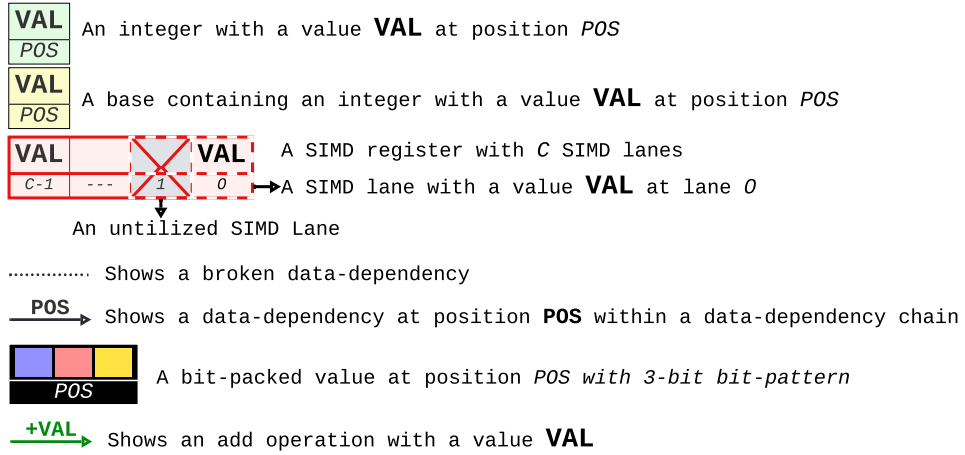 VAL
POS
An integer with a value VAL at position POS
VAL
POS
A base containing an integer with a value VAL at position POS
VAL VAL
C-1 --- 1 0
A SIMD register with C SIMD lanes
A SIMD lane with a value VAL at lane 0
An untilized SIMD Lane
Shows a broken data-dependency
POS
Shows a data-dependency at position POS within a data-dependency chain
POS
A bit-packed value at position POS with 3-bit bit-pattern
+VAL
Shows an add operation with a value VAL